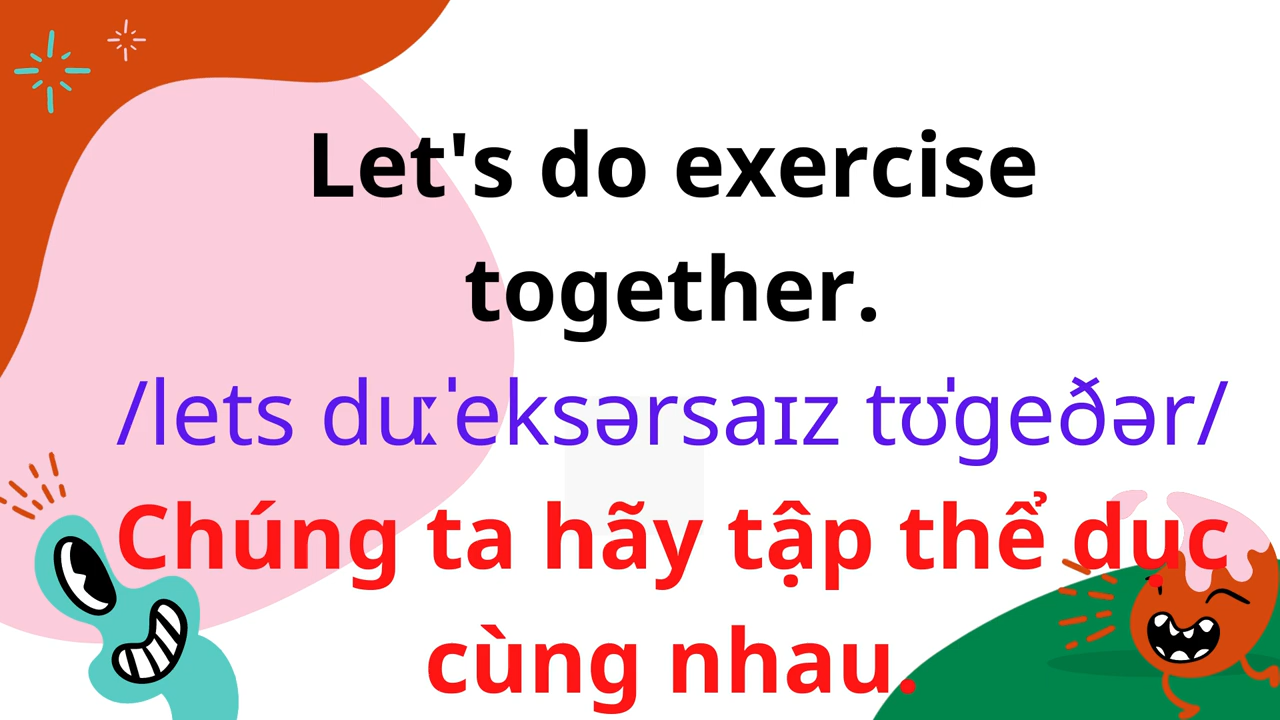 Let's do exercise
together.
/lets duːˈeksərsaɪz tʊˈgeðər/
Chúng ta hãy tập thể dục
cùng nhau.